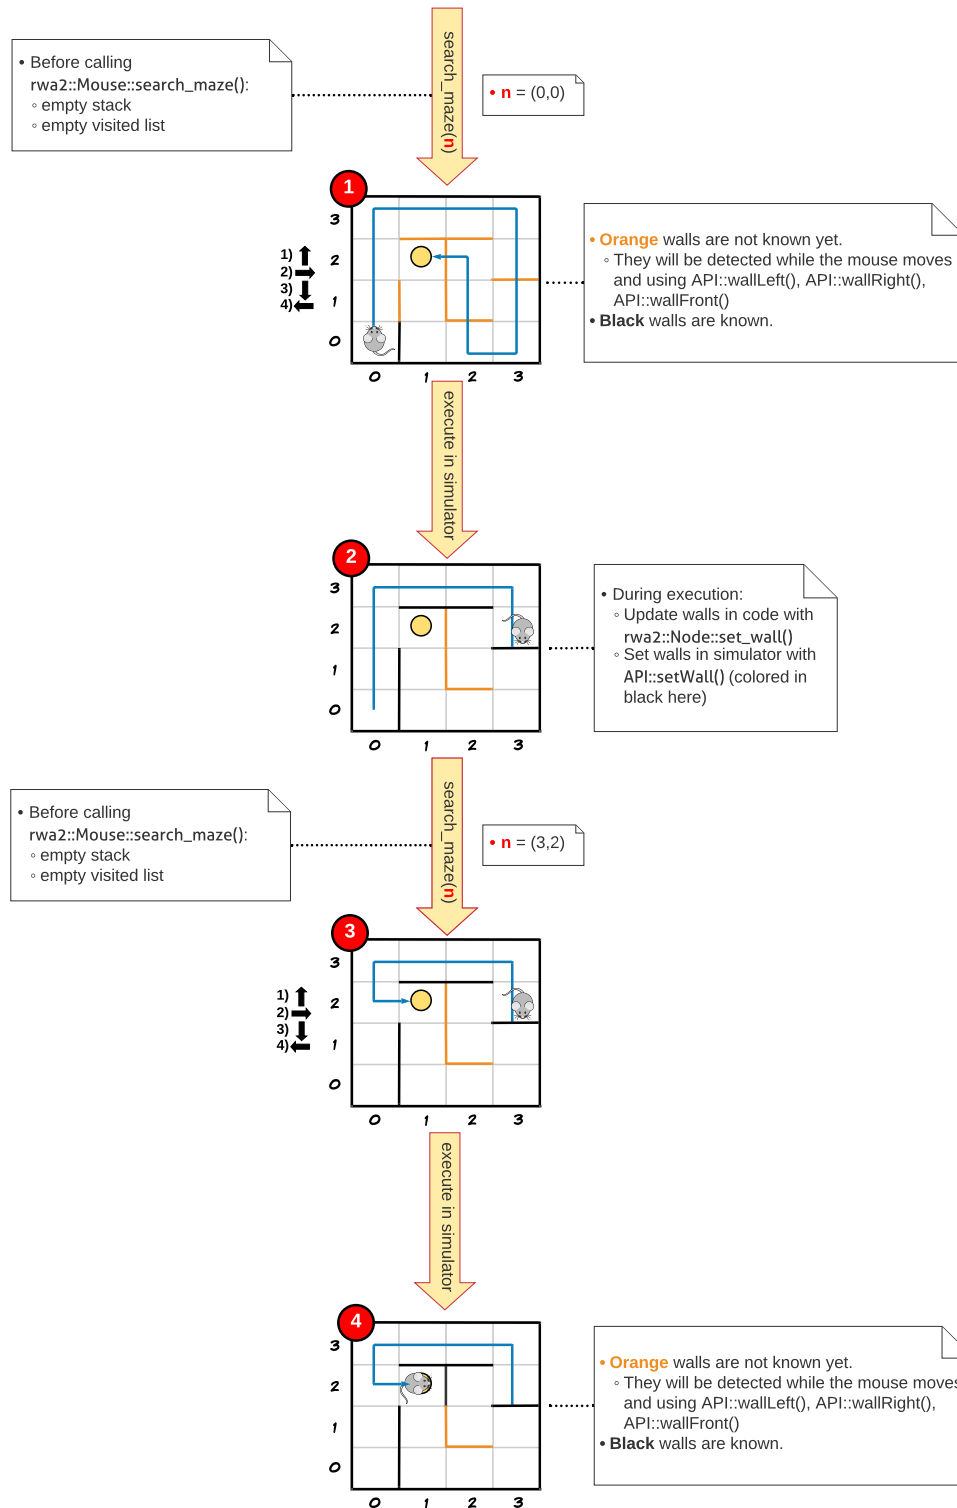 • Before calling
rwa2::Mouse::search_maze():
◦ empty stack
◦ empty visited list
search_maze(n)
• n = (0,0)
1
3
2
1
0
1)
2)
3)
4)
0 1 2 3
• Orange walls are not known yet.
◦ They will be detected while the mouse moves
and using API::wallLeft(), API::wallRight(),
API::wallFront()
• Black walls are known.
execute in simulator
2
3
2
1
0
0 1 2 3
• During execution:
◦ Update walls in code with
rwa2::Node::set_wall()
◦ Set walls in simulator with
API::setWall() (colored in
black here)
• Before calling
rwa2::Mouse::search_maze():
◦ empty stack
◦ empty visited list
search_maze(n)
• n = (3,2)
3
3
2
1
0
1)
2)
3)
4)
0 1 2 3
execute in simulator
4
3
2
1
0
0 1 2 3
• Orange walls are not known yet.
◦ They will be detected while the mouse moves
and using API::wallLeft(), API::wallRight(),
API::wallFront()
• Black walls are known.